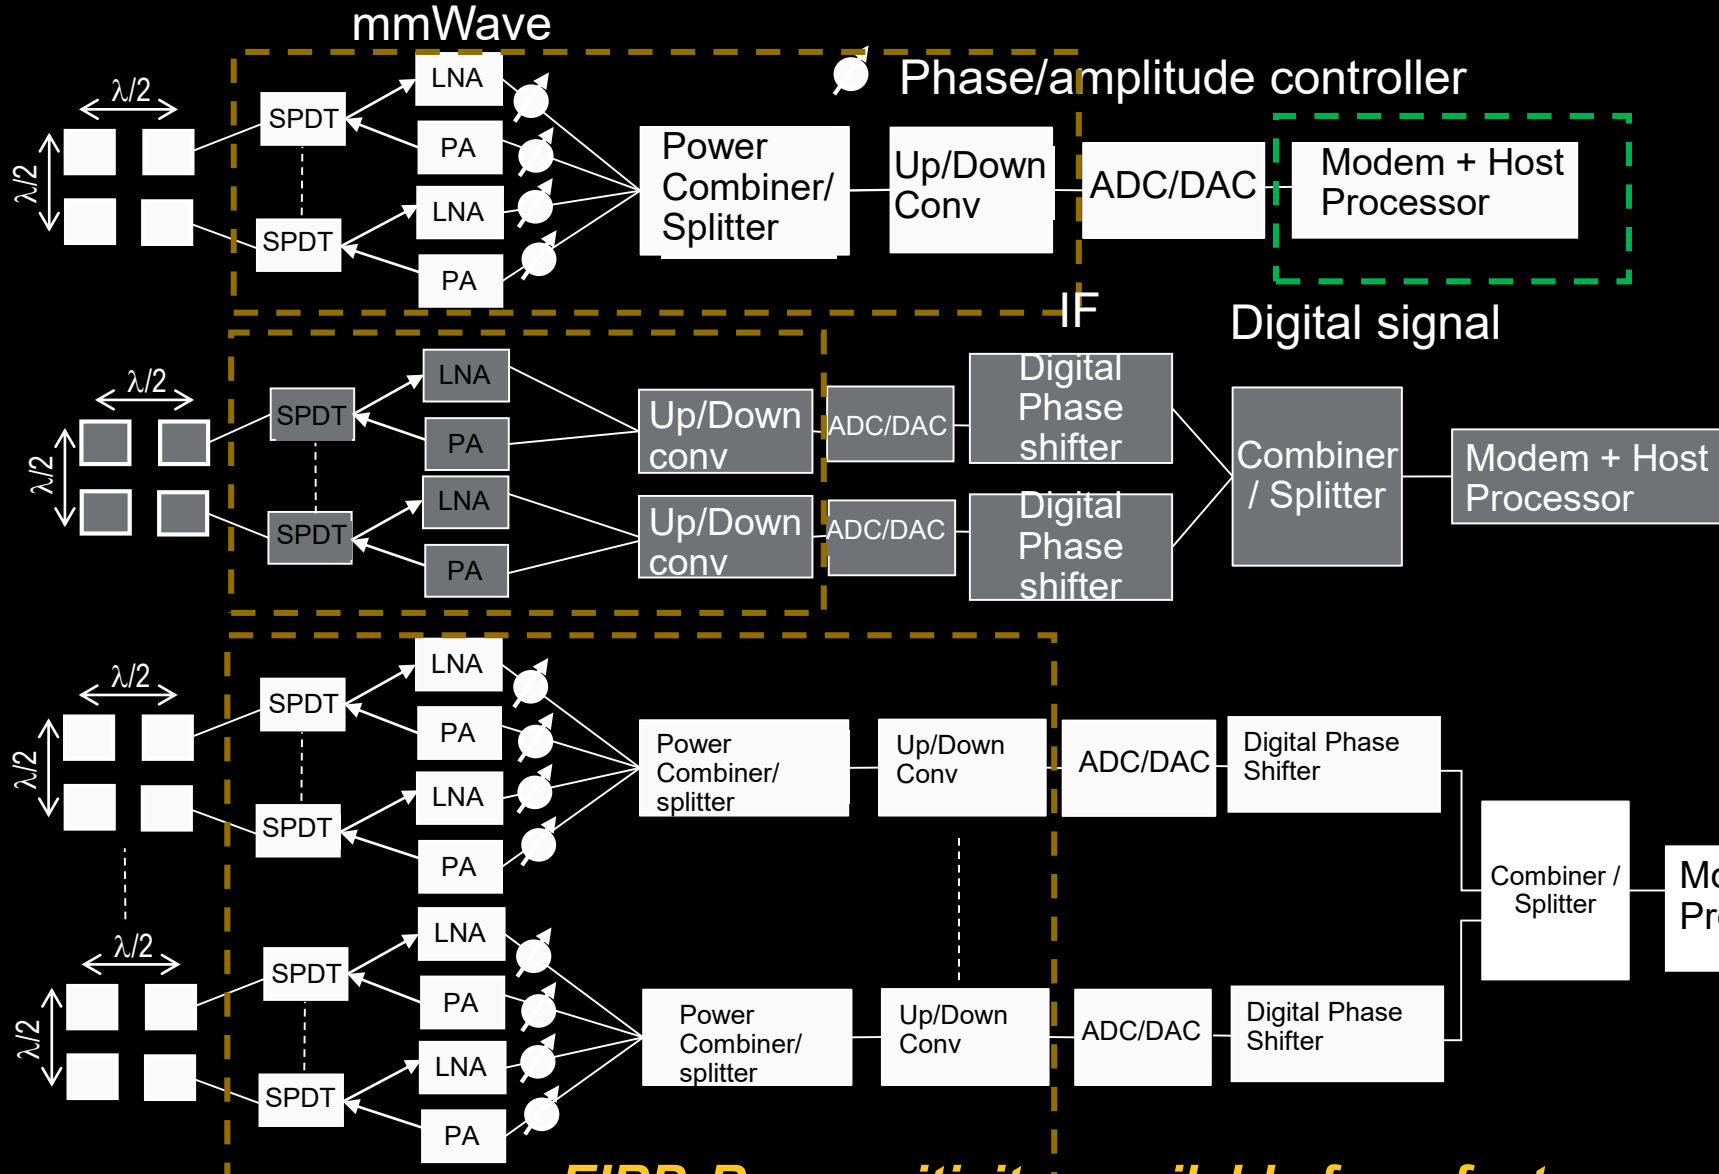 mmWave
Phase/amplitude controller
λ/2
λ/2
SPDT
SPDT
LNA
PA
LNA
PA
Power
Combiner/
Splitter
Up/Down
Conv
ADC/DAC
Modem + Host
Processor
IF
Digital signal
λ/2
λ/2
SPDT
SPDT
LNA
PA
LNA
PA
Up/Down
conv
Up/Down
conv
ADC/DAC
ADC/DAC
Digital
Phase
shifter
Digital
Phase
shifter
Combiner
/ Splitter
Modem + Host
Processor
λ/2
λ/2
SPDT
SPDT
LNA
PA
LNA
PA
Power
Combiner/
splitter
Up/Down
Conv
ADC/DAC
Digital Phase
Shifter
λ/2
λ/2
SPDT
SPDT
LNA
PA
LNA
PA
Power
Combiner/
splitter
Up/Down
Conv
ADC/DAC
Digital Phase
Shifter
Combiner /
Splitter